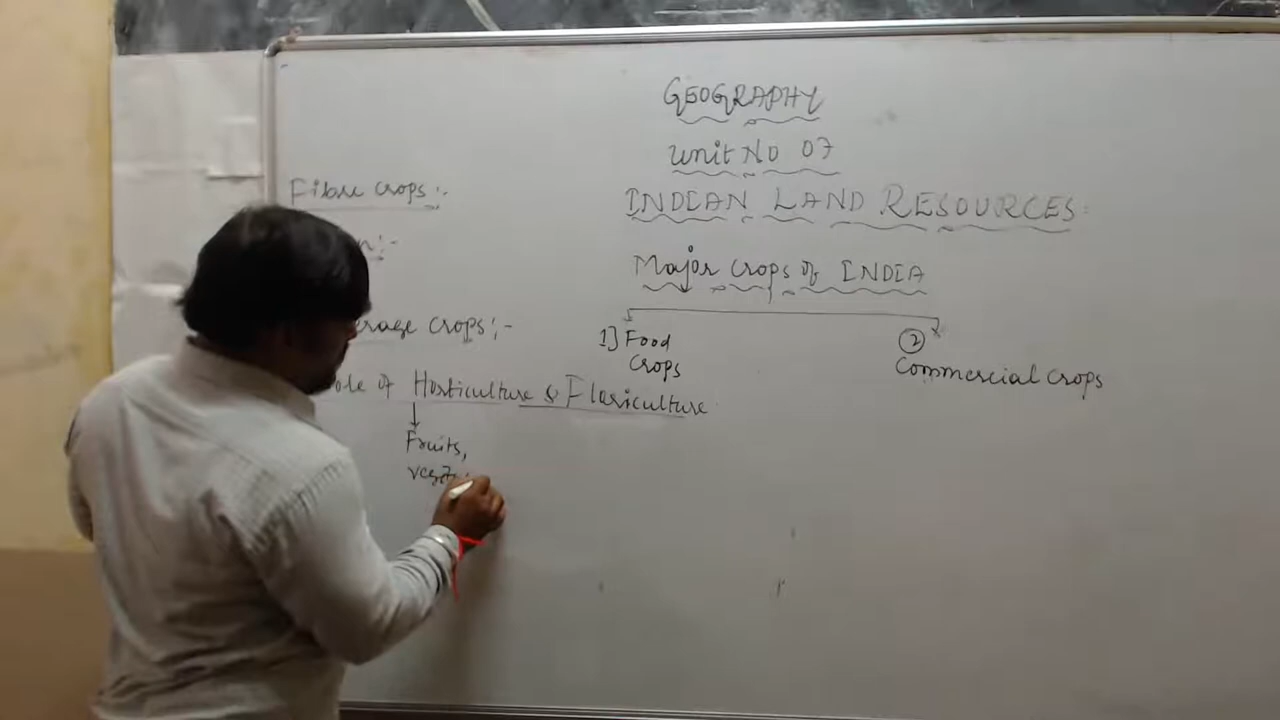 GEOGRAPHY
Unit No 07
INDIAN LAND RESOURCES
Major crops of INDIA
1] Food
Crops
②
Commercial crops
Fibre crops :-
crops :-
of Horticulture & Floriculture
Fruits,